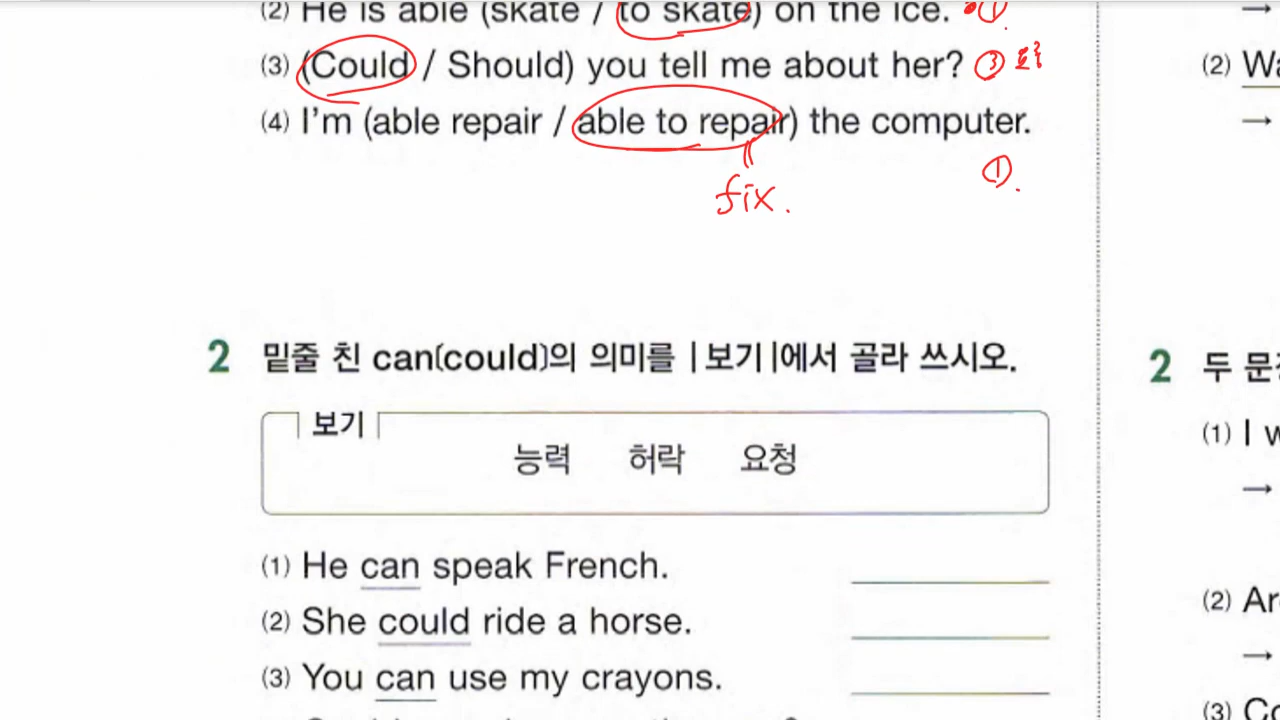 (2) He is able (skate / to skate) on the ice. ①.
(3) (Could / Should) you tell me about her? ③
(4) I'm (able repair / able to repair) the computer.
①.
fix.
2 밑줄 친 can(could)의 의미를 |보기|에서 골라 쓰시오.
보기
능력 허락 요청
(1) He can speak French.
(2) She could ride a horse.
(3) You can use my crayons.
→
(2)
→
2 두
(1) I
→
(2)
→
(3)